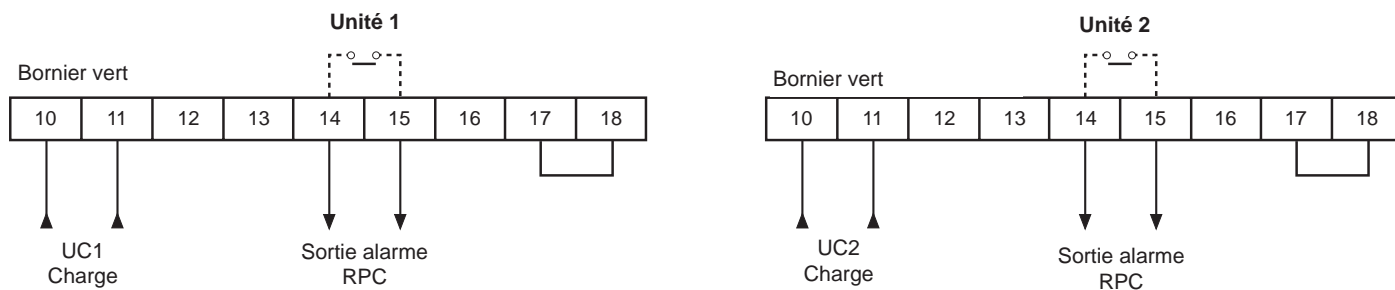 Unité 1
Bornier vert
10 11 12 13 14 15 16 17 18
UC1
Charge
Sortie alarme
RPC
Unité 2
Bornier vert
10 11 12 13 14 15 16 17 18
UC2
Charge
Sortie alarme
RPC